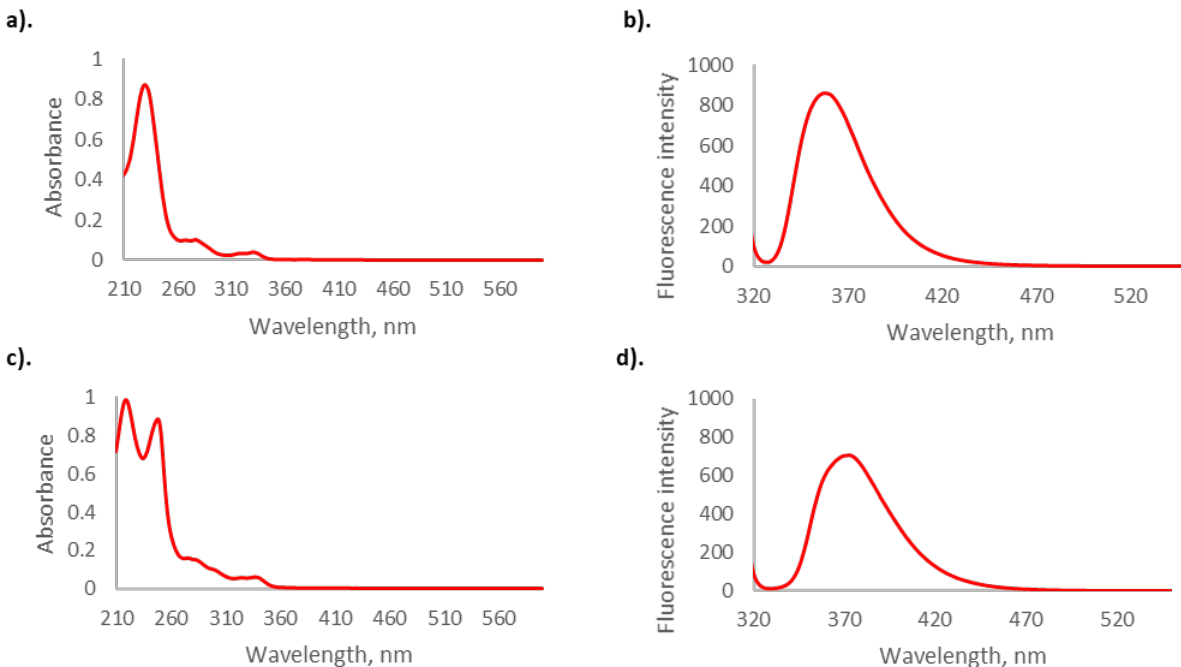 a).
Absorbance
1
0.8
0.6
0.4
0.2
0
210 260 310 360 410 460 510 560
Wavelength, nm
b).
Fluorescence intensity
1000
800
600
400
200
0
320 370 420 470 520
Wavelength, nm
c).
Absorbance
1
0.8
0.6
0.4
0.2
0
210 260 310 360 410 460 510 560
Wavelength, nm
d).
Fluorescence intensity
1000
800
600
400
200
0
320 370 420 470 520
Wavelength, nm